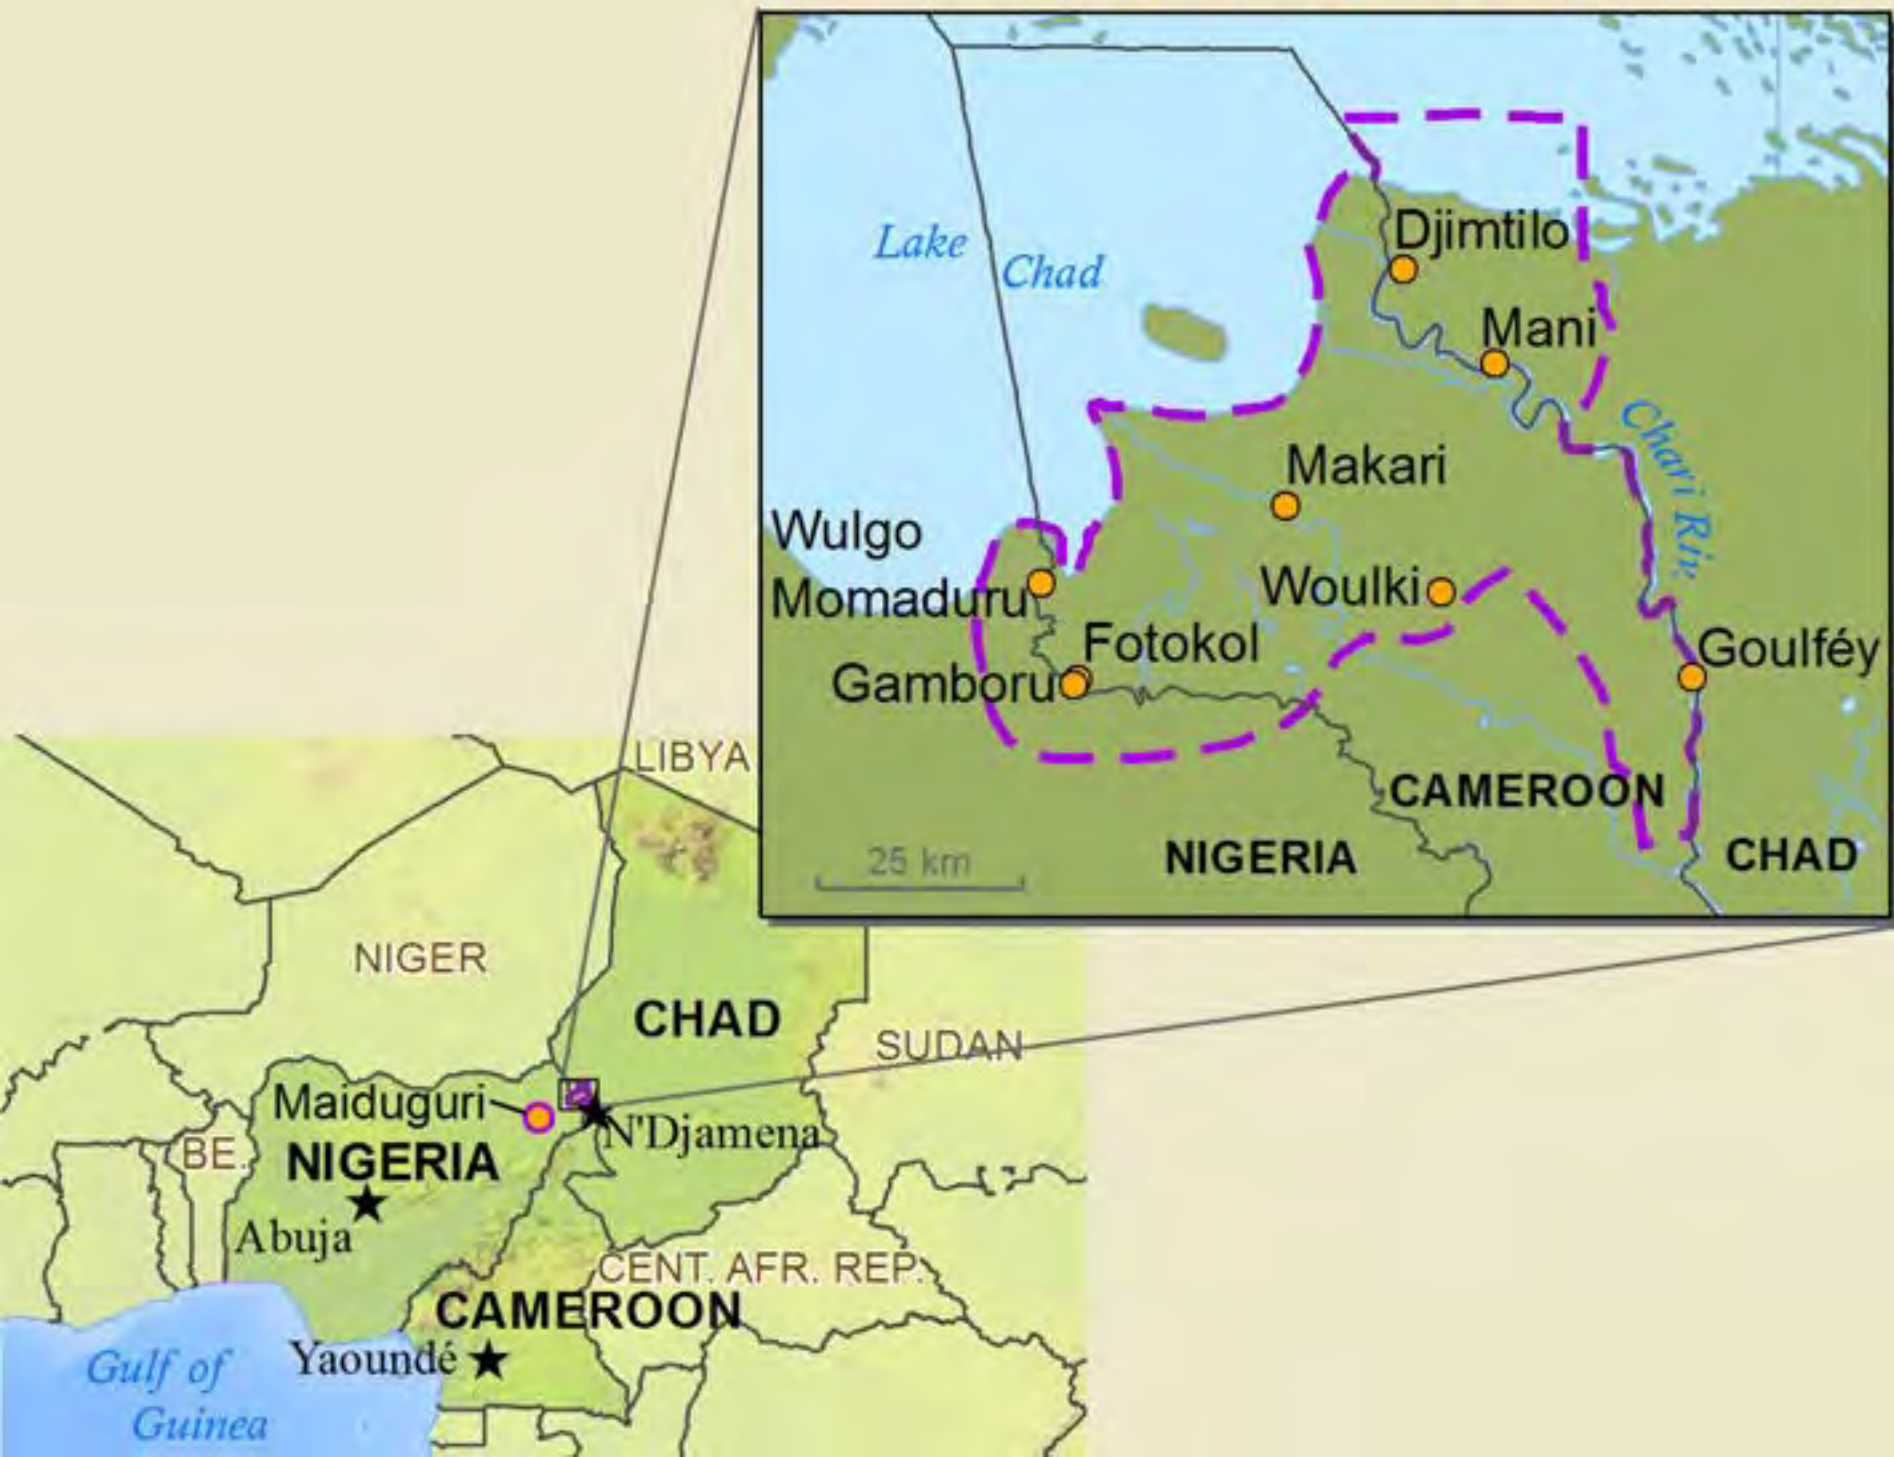 Lake
Chad
Djimtilo
Mani
Chari Riv.
Makari
Wulgo
Momaduru
Woulki
Fotokol
Gamboru
Goulféy
CAMEROON
NIGERIA
CHAD
25 km
LIBYA
NIGER
CHAD
SUDAN
Maiduguri
N'Djamena
BE.
NIGERIA
Abuja
CENT. AFR. REP.
CAMEROON
Yaoundé
Gulf of
Guinea